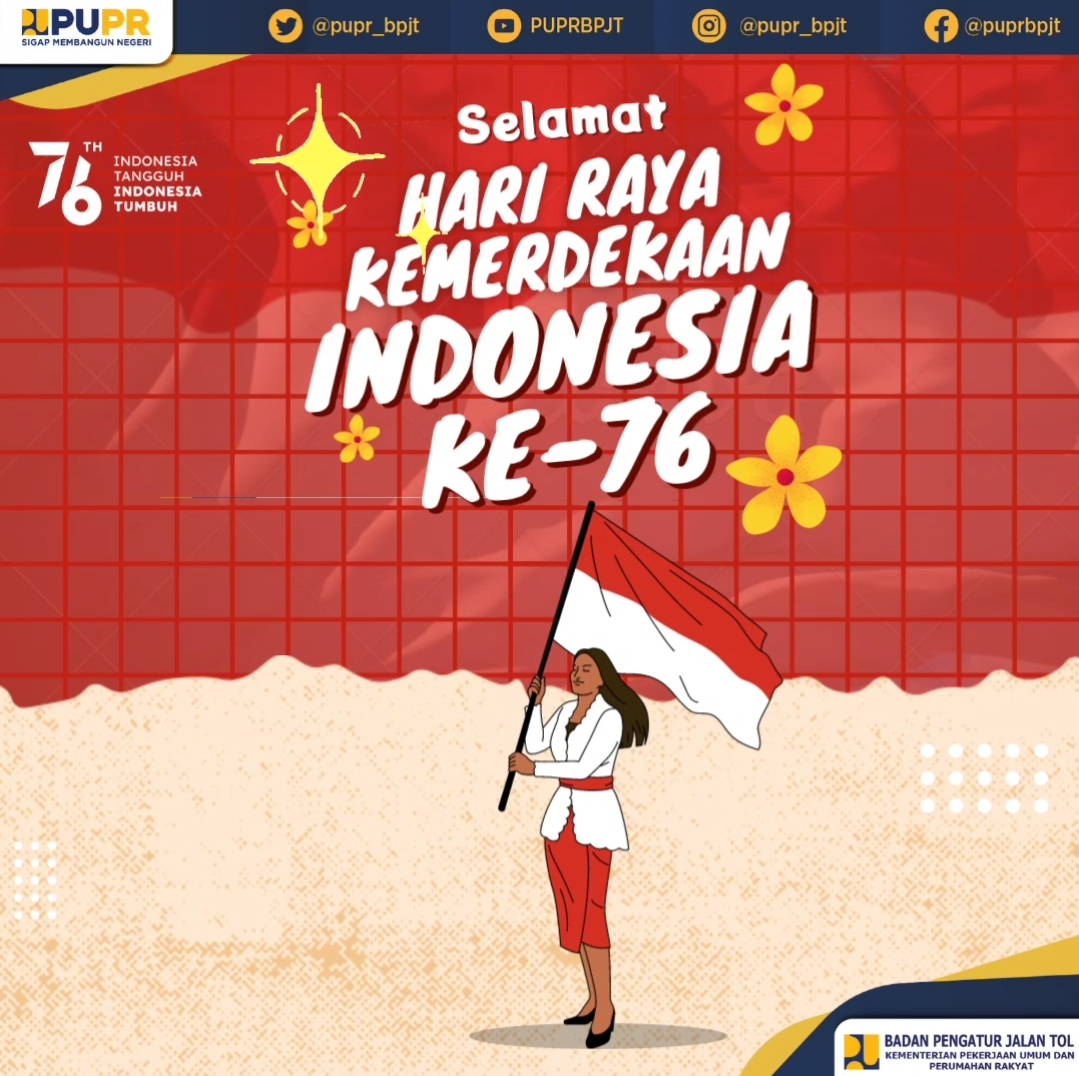 PUPR
SIGAP MEMBANGUN NEGERI
@pupr_bpjt
PUPRBPJT
@pupr_bpjt
@puprbpjt
76TH
INDONESIA
TANGGUH
INDONESIA
TUMBUH
Selamat
HARI RAYA
KEMERDEKAAN
INDONESIA
KE-76
BADAN PENGATUR JALAN TOL
KEMENTERIAN PEKERJAAN UMUM DAN
PERUMAHAN RAKYAT